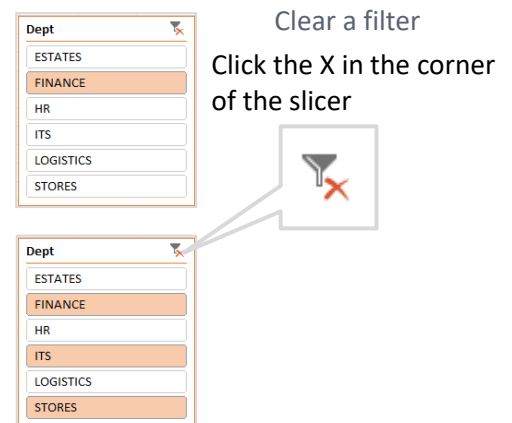 Clear a filter
Click the X in the corner
of the slicer
Dept
ESTATES
FINANCE
HR
ITS
LOGISTICS
STORES
Dept
ESTATES
FINANCE
HR
ITS
LOGISTICS
STORES